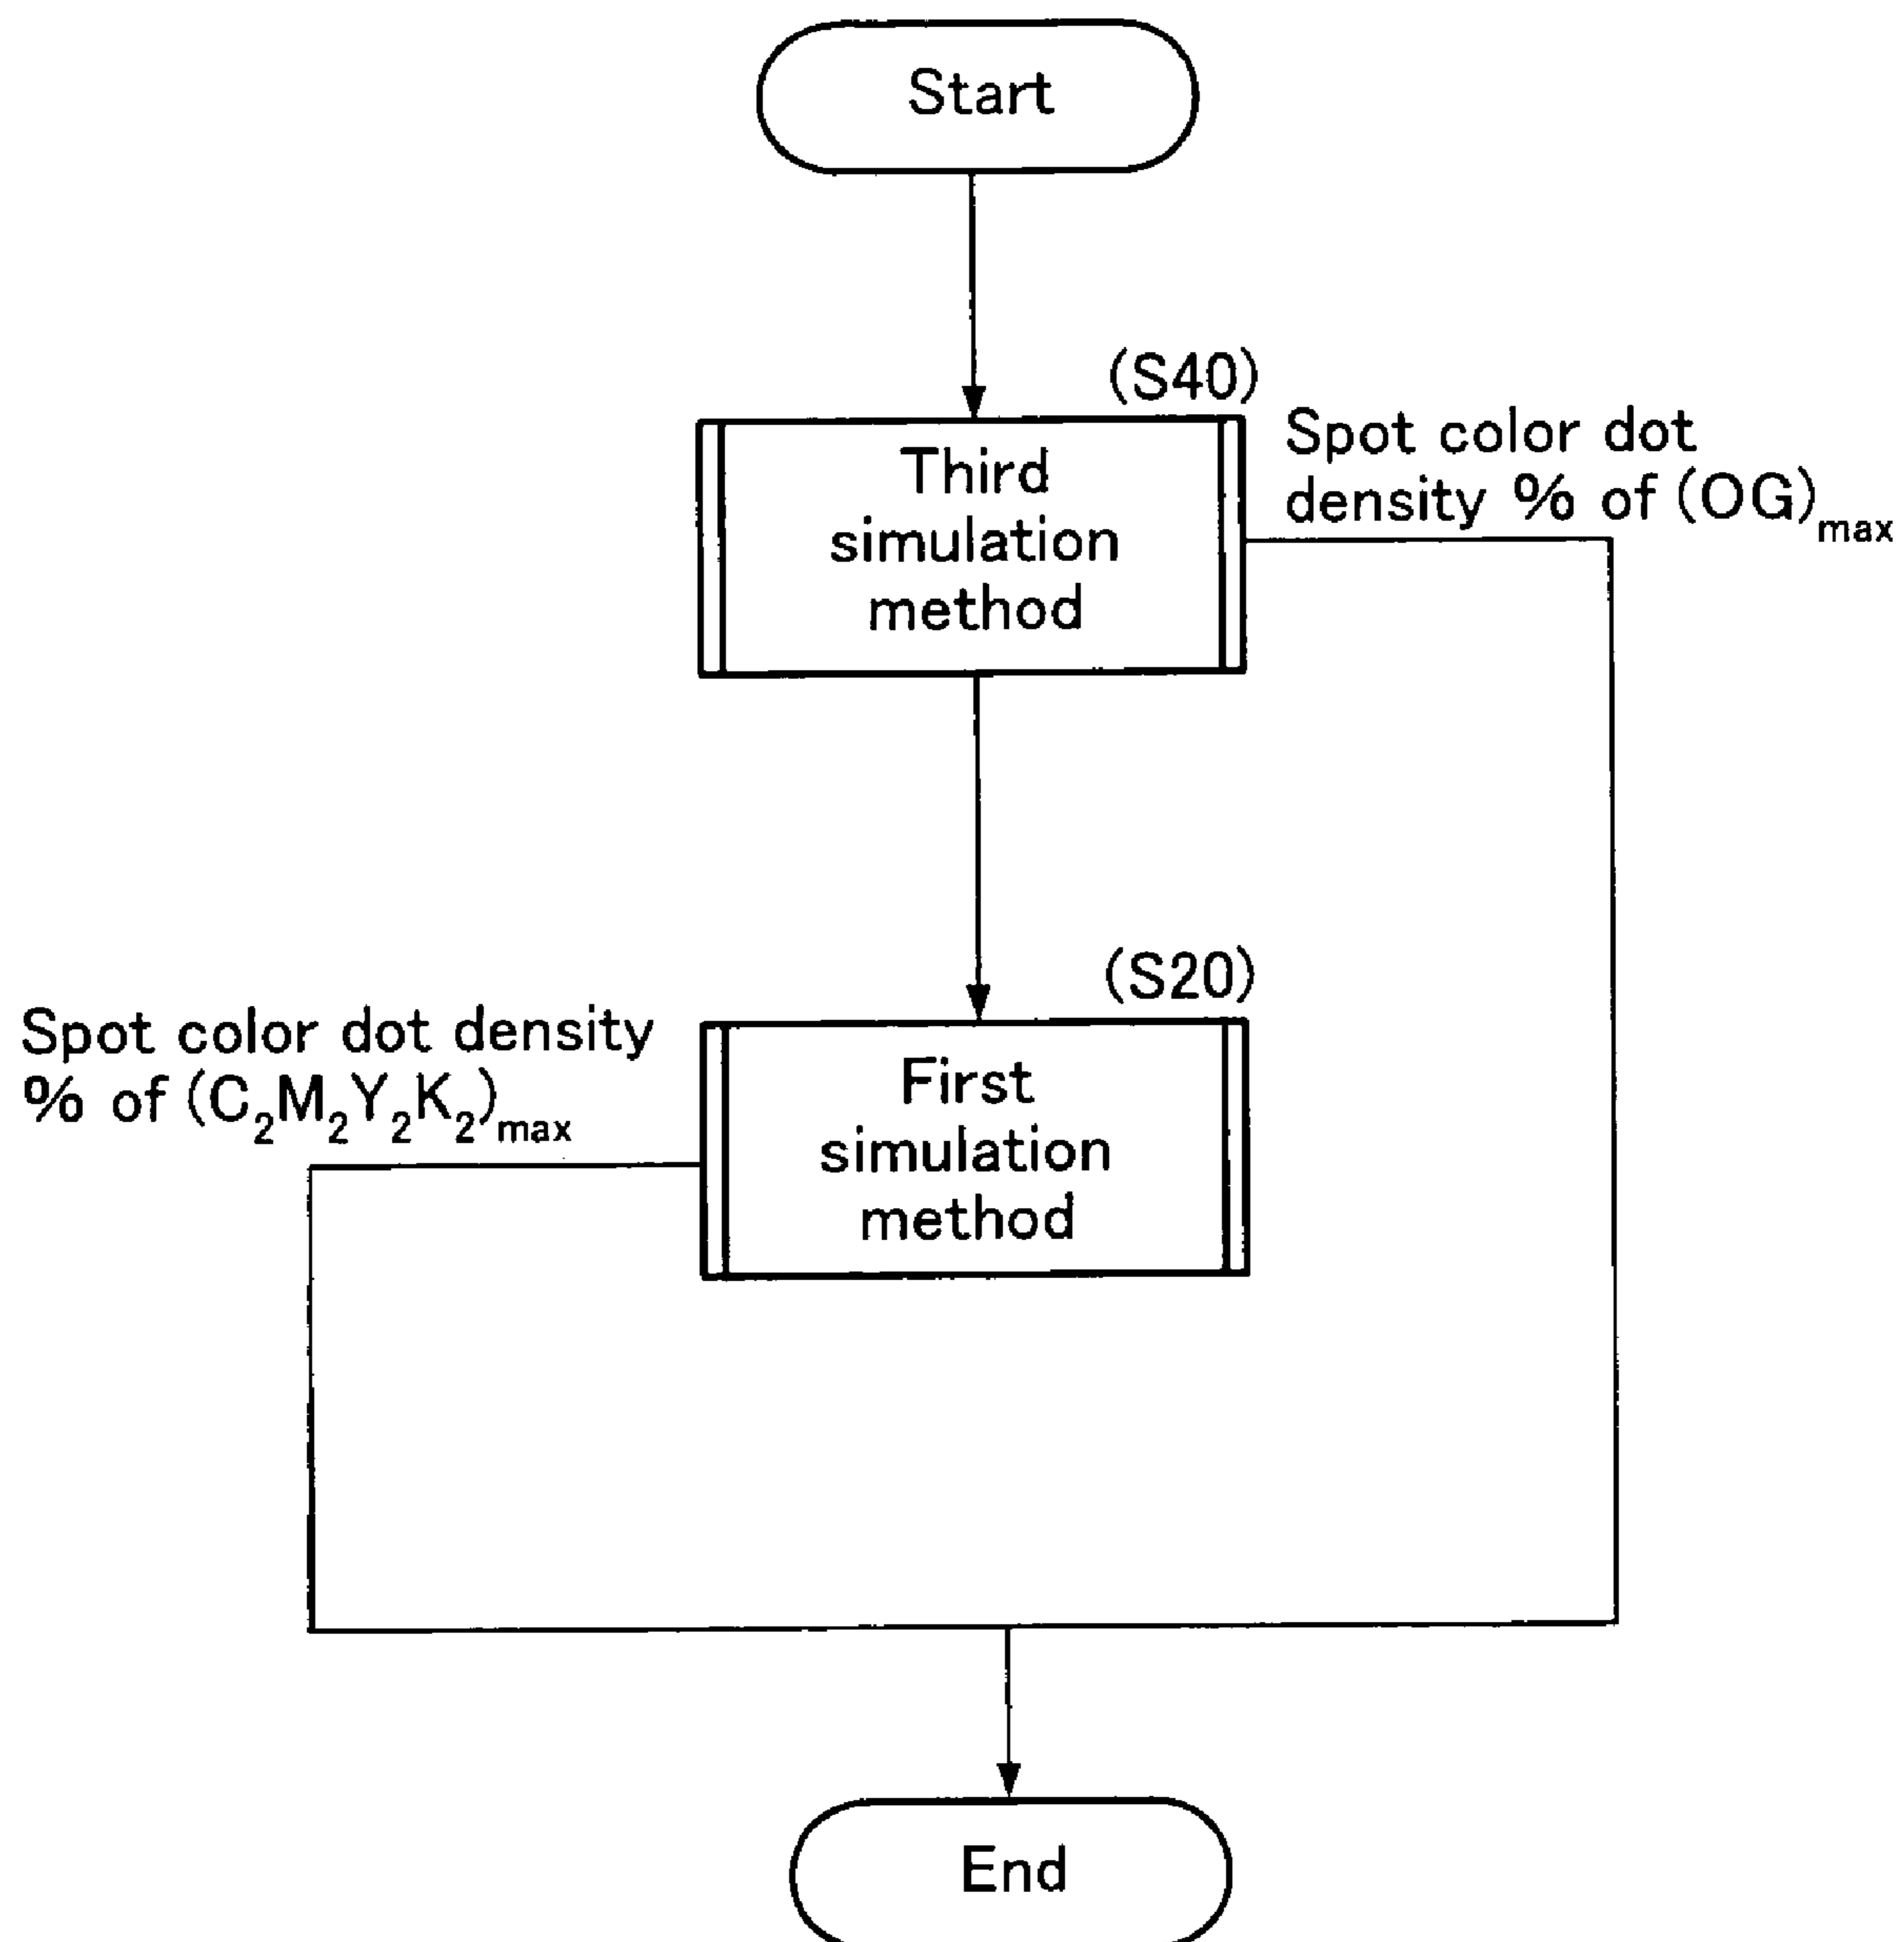 Start
(S40)
Third
simulation
method
Spot color dot
density % of (OG)max
(S20)
Spot color dot density
% of (C2M2Y2K2)max
First
simulation
method
End